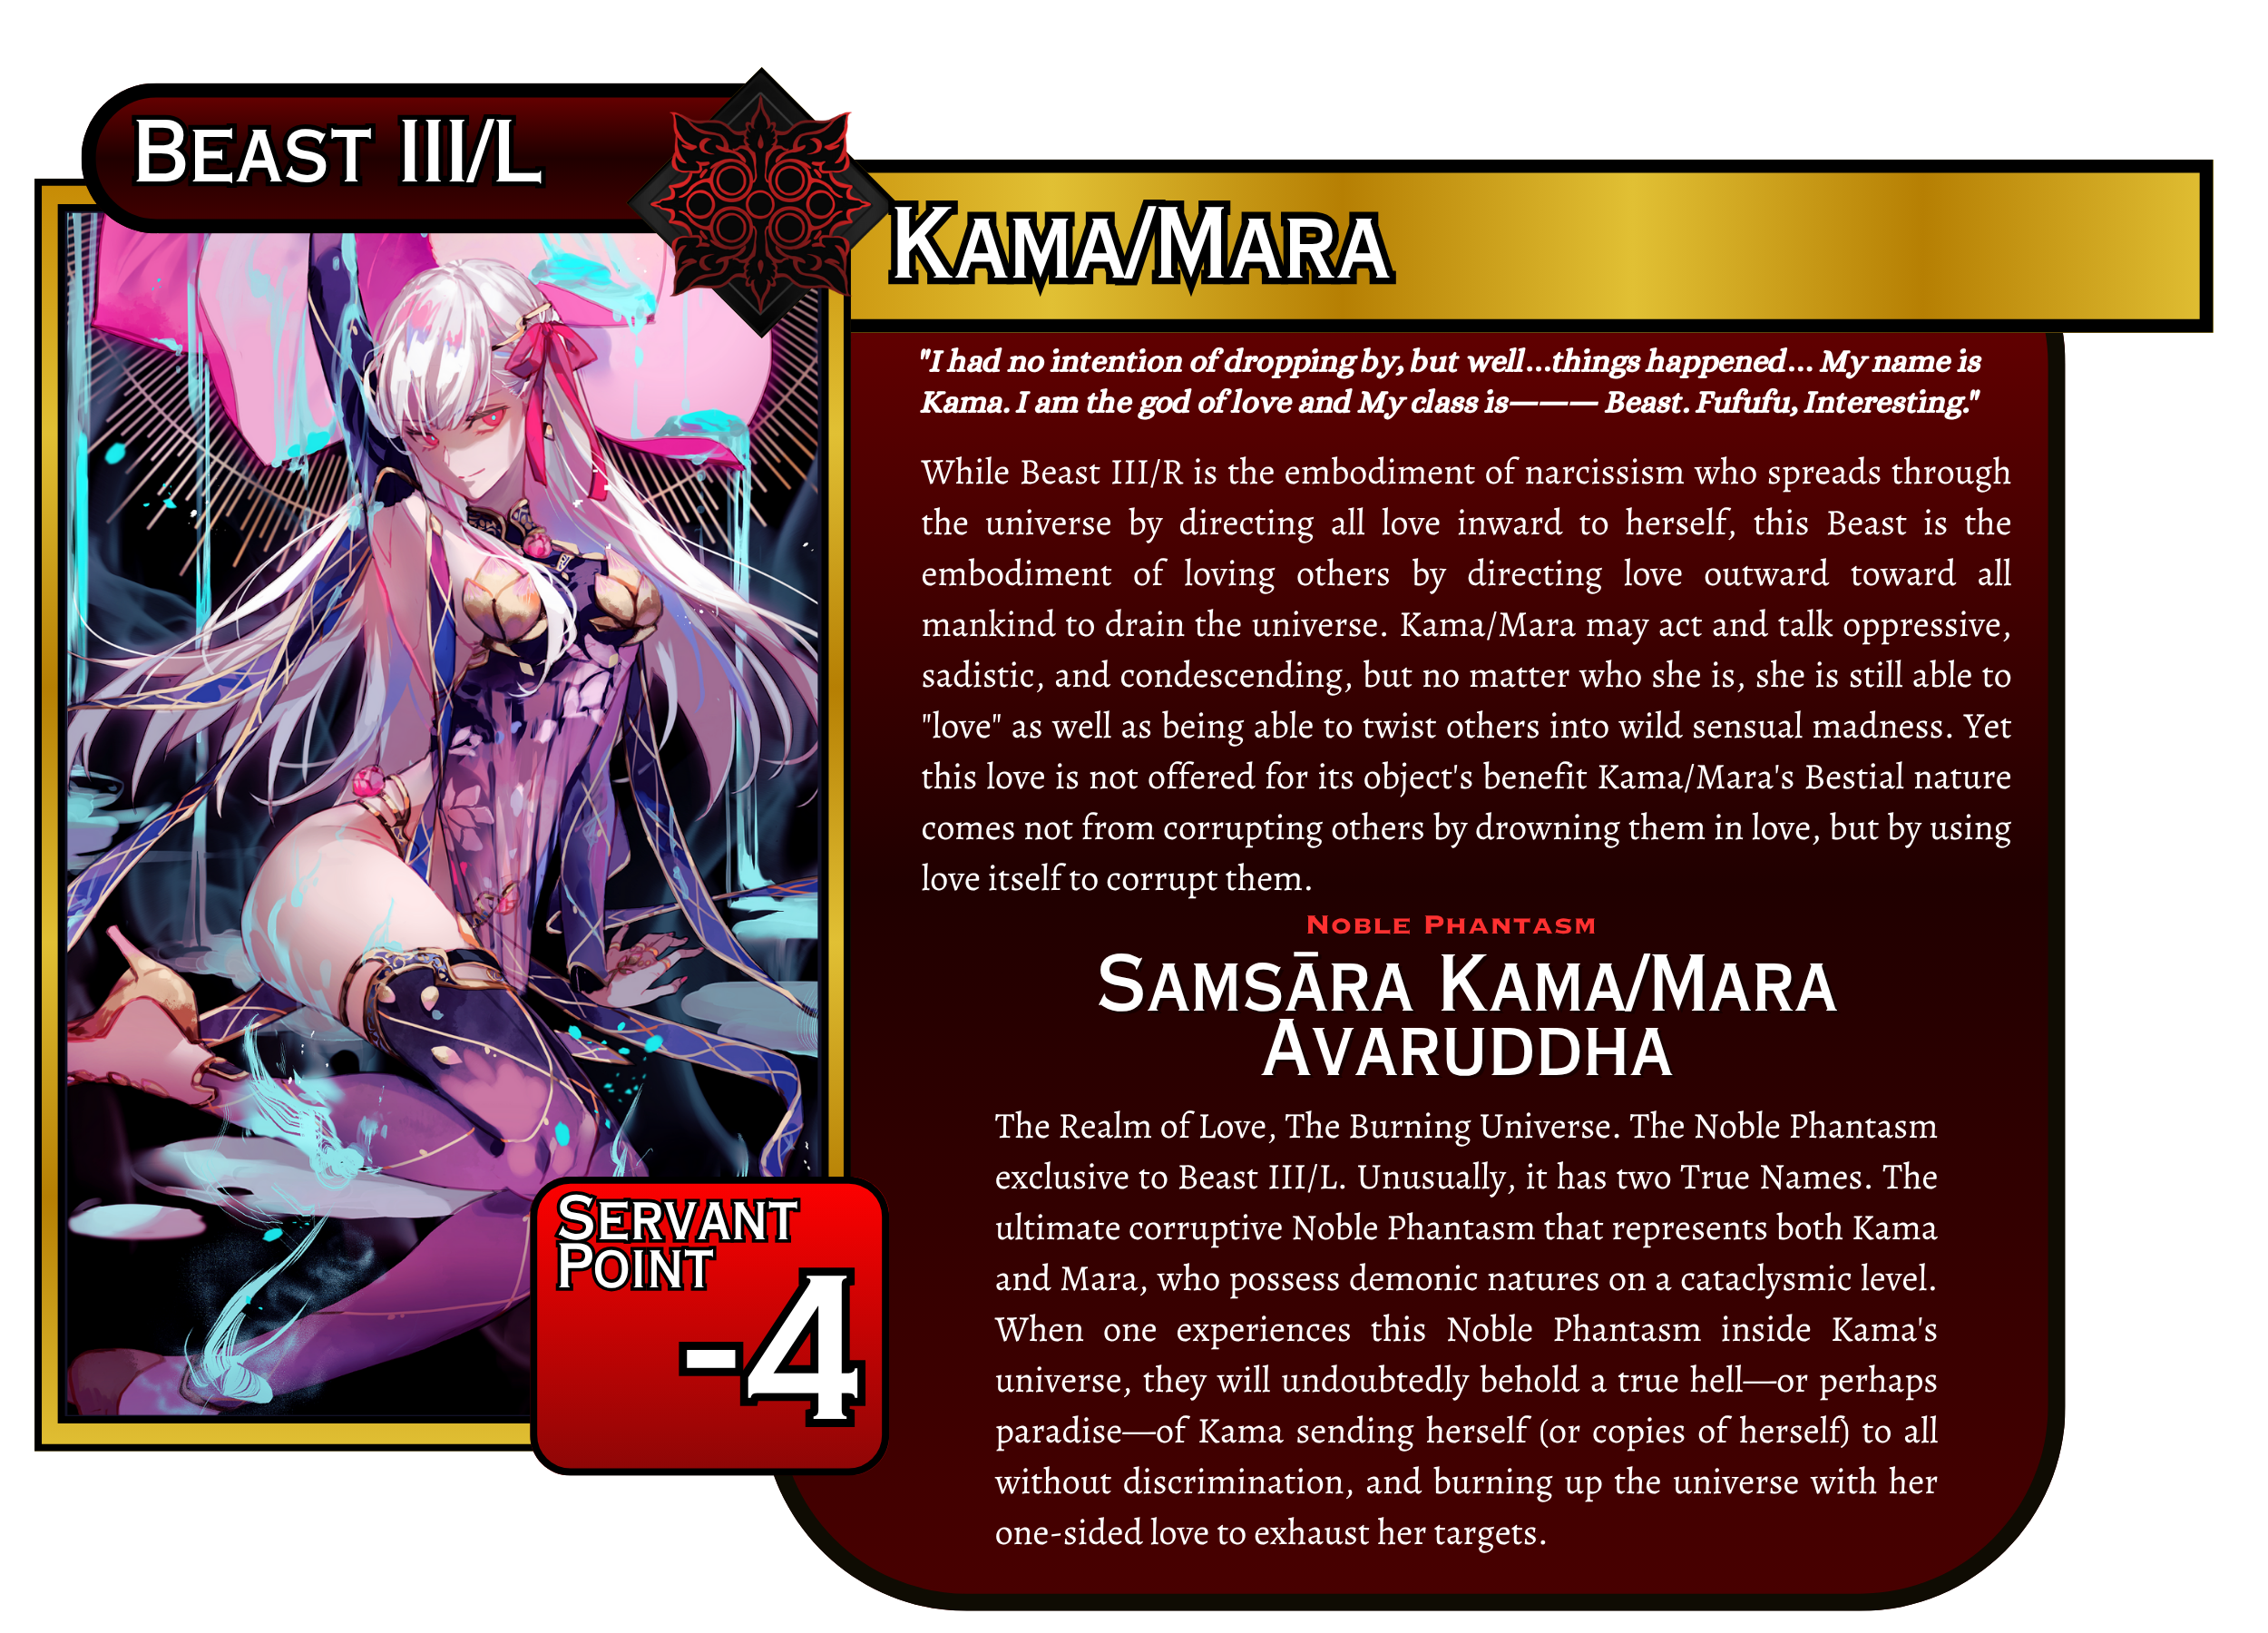 BEAST III/L
KAMA/MARA
"I had no intention of dropping by, but well...things happened... My name is
Kama. I am the god of love and My class is——— Beast. Fufufu, Interesting."
While Beast III/R is the embodiment of narcissism who spreads through
the universe by directing all love inward to herself, this Beast is the
embodiment of loving others by directing love outward toward all
mankind to drain the universe. Kama/Mara may act and talk oppressive,
sadistic, and condescending, but no matter who she is, she is still able to
"love" as well as being able to twist others into wild sensual madness. Yet
this love is not offered for its object's benefit Kama/Mara's Bestial nature
comes not from corrupting others by drowning them in love, but by using
love itself to corrupt them.
NOBLE PHANTASM
SAMSĀRA KAMA/MARA
AVARUDDHA
The Realm of Love, The Burning Universe. The Noble Phantasm
exclusive to Beast III/L. Unusually, it has two True Names. The
ultimate corruptive Noble Phantasm that represents both Kama
and Mara, who possess demonic natures on a cataclysmic level.
When one experiences this Noble Phantasm inside Kama's
universe, they will undoubtedly behold a true hell—or perhaps
paradise—of Kama sending herself (or copies of herself) to all
without discrimination, and burning up the universe with her
one-sided love to exhaust her targets.
SERVANT
POINT
-4